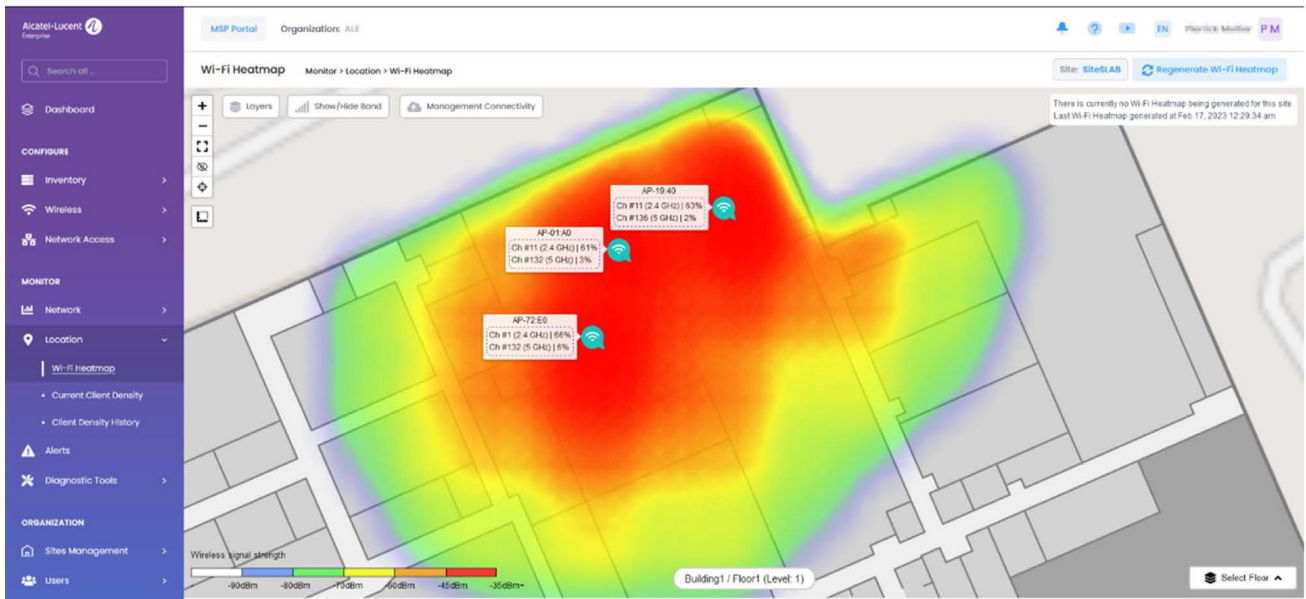 Alcatel·Lucent
Enterprise
MSP Portal
Organization: ALE
EN
PM
Search all ...
Wi-Fi Heatmap
Monitor > Location > Wi-Fi Heatmap
Site: SiteSLAB
Regenerate Wi-Fi Heatmap
Dashboard
CONFIGURE
Inventory
Wireless
Network Access
MONITOR
Network
Location
Wi-Fi Heatmap
Current Client Density
Client Density History
Alerts
Diagnostic Tools
ORGANIZATION
Sites Management
Users
Layers
Show/Hide Band
Management Connectivity
There is currently no Wi-Fi Heatmap being generated for this site.
Last Wi-Fi Heatmap generated at Feb 17, 2023 12:29:34 am
AP-19:40
Ch #11 (2.4 GHz) | 63%
Ch #136 (5 GHz) | 2%
AP-01:A0
Ch #11 (2.4 GHz) | 61%
Ch #132 (5 GHz) | 3%
AP-72:E0
Ch #1 (2.4 GHz) | 66%
Ch #132 (5 GHz) | 6%
Wireless signal strength
-90dBm -80dBm -70dBm -60dBm -45dBm -35dBm+
Building1 / Floor1 (Level: 1)
Select Floor